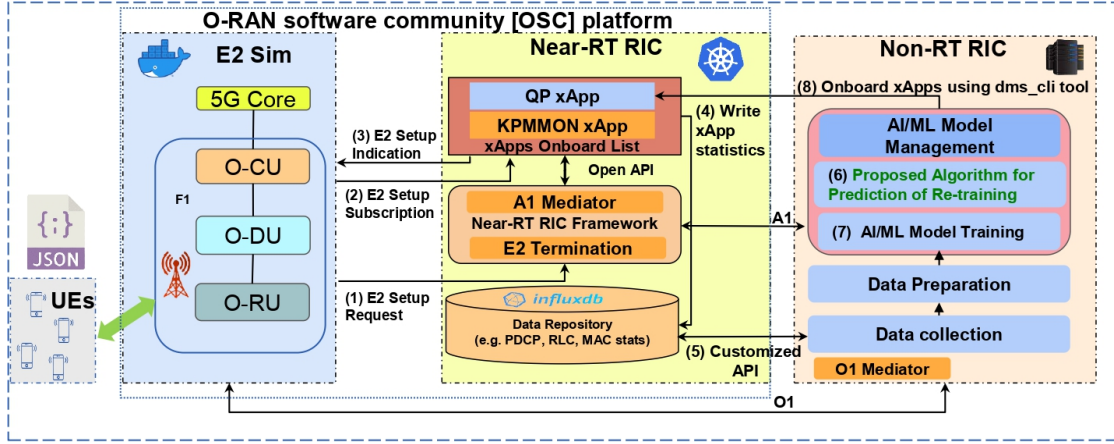 O-RAN software community [OSC] platform
E2 Sim
5G Core
O-CU
F1
O-DU
O-RU
{;}
JSON
UEs
(3) E2 Setup
Indication
(2) E2 Setup
Subscription
(1) E2 Setup
Request
Near-RT RIC
QP xApp
KPMMON xApp
xApps Onboard List
(4) Write
xApp
statistics
Open API
A1 Mediator
Near-RT RIC Framework
E2 Termination
influxdb
Data Repository
(e.g. PDCP, RLC, MAC stats)
(5) Customized
API
A1
O1
Non-RT RIC
(8) Onboard xApps using dms_cli tool
AI/ML Model
Management
(6) Proposed Algorithm for
Prediction of Re-training
(7) AI/ML Model Training
Data Preparation
Data collection
O1 Mediator